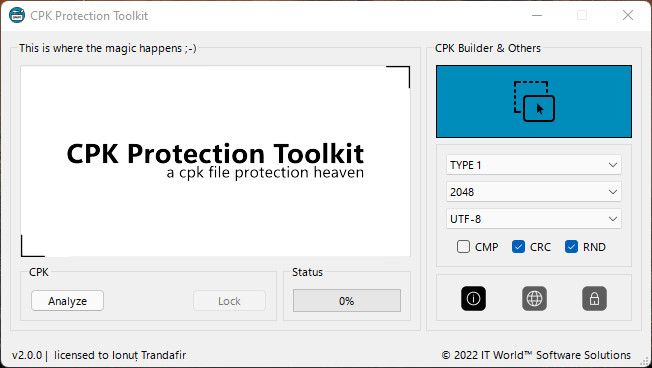 CPK Protection Toolkit
This is where the magic happens ;-)
CPK Protection Toolkit
a cpk file protection heaven
CPK
Analyze
Lock
Status
0%
CPK Builder & Others
TYPE 1
2048
UTF-8
CMP CRC RND
v2.0.0 | licensed to Ionuț Trandafir
© 2022 IT World™ Software Solutions